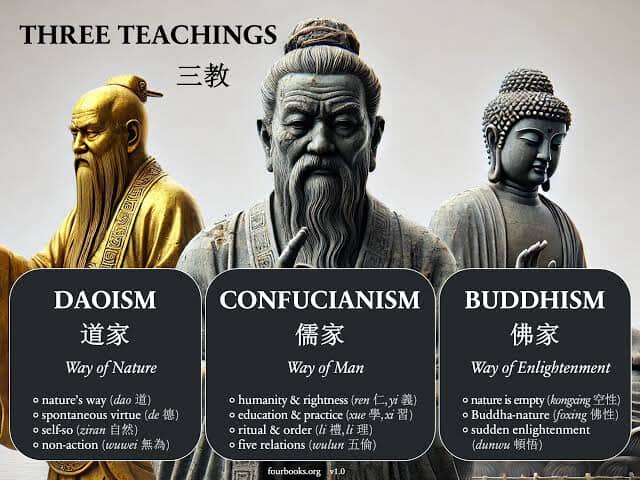 THREE TEACHINGS
三教
DAOISM
道家
Way of Nature
nature's way (dao 道)
spontaneous virtue (de 德)
self-so (ziran 自然)
non-action (wuwei 無為)
CONFUCIANISM
儒家
Way of Man
humanity & rightness (ren 仁, yi 義)
education & practice (xue 學, xi 習)
ritual & order (li 禮, li 理)
five relations (wulun 五倫)
BUDDHISM
佛家
Way of Enlightenment
nature is empty (kongxing 空性)
Buddha-nature (foxing 佛性)
sudden enlightenment
(dunwu 頓悟)
fourbooks.org v1.0